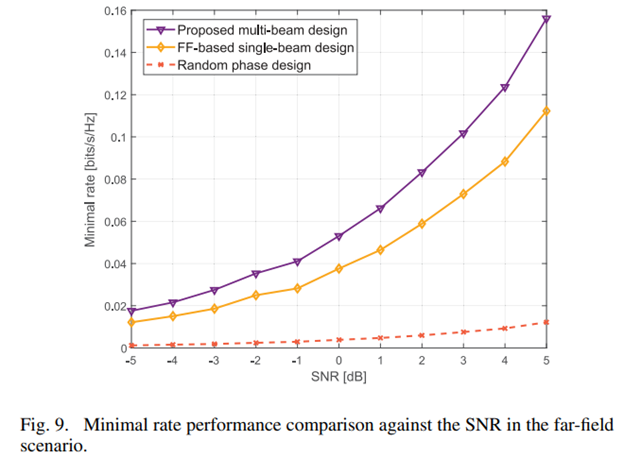 0.16
0.14
0.12
0.1
0.08
0.06
0.04
0.02
0
Minimal rate [bits/s/Hz]
Proposed multi-beam design
FF-based single-beam design
Random phase design
-5 -4 -3 -2 -1 0 1 2 3 4 5
SNR [dB]
Fig. 9. Minimal rate performance comparison against the SNR in the far-field
scenario.